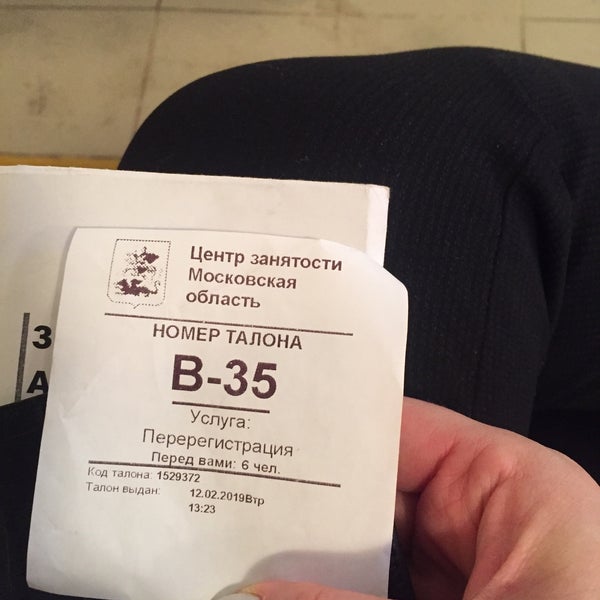 Центр занятости
Московская
область
НОМЕР ТАЛОНА
В-35
Услуга:
Перерегистрация
Перед вами: 6 чел.
Код талона: 1529372
Талон выдан: 12.02.2019Втр
13:23
З
А